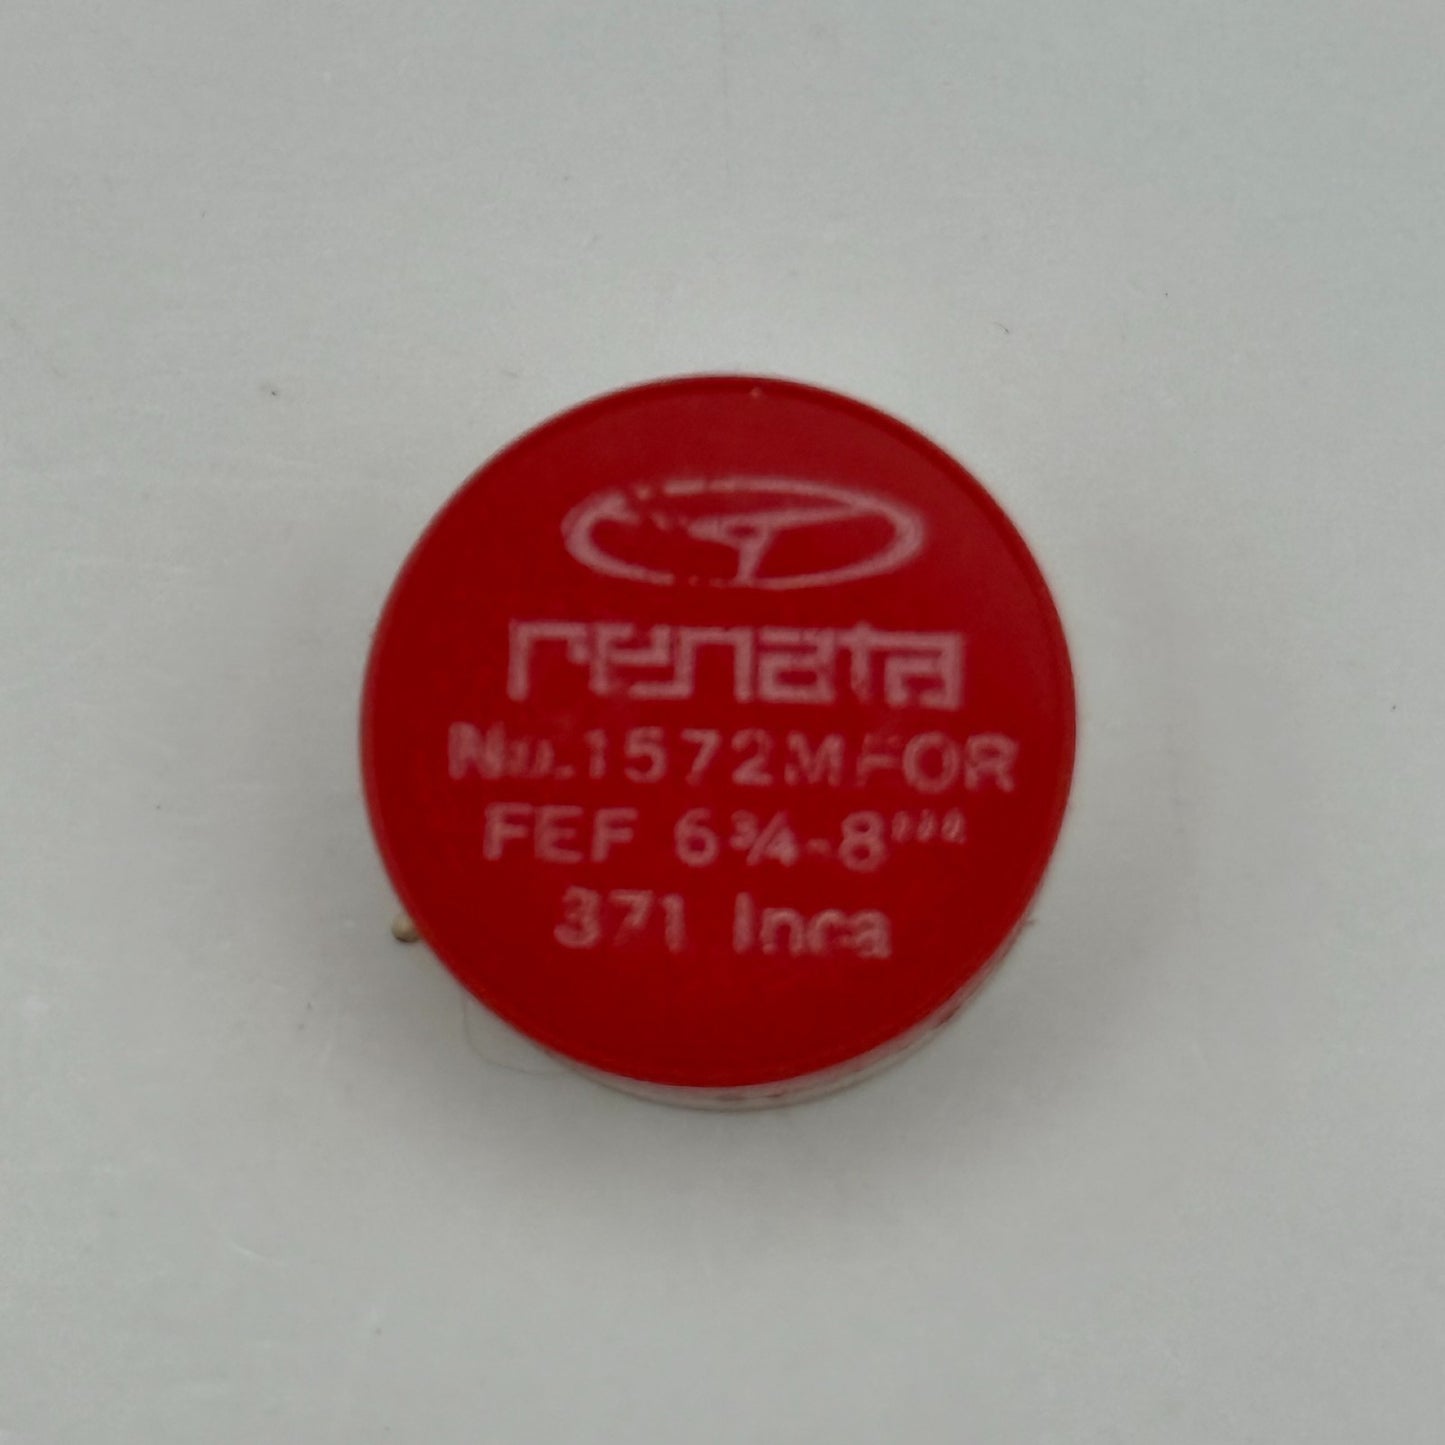 renata
No.1572MFOR
FEF 6¾-8'''
371 Inca